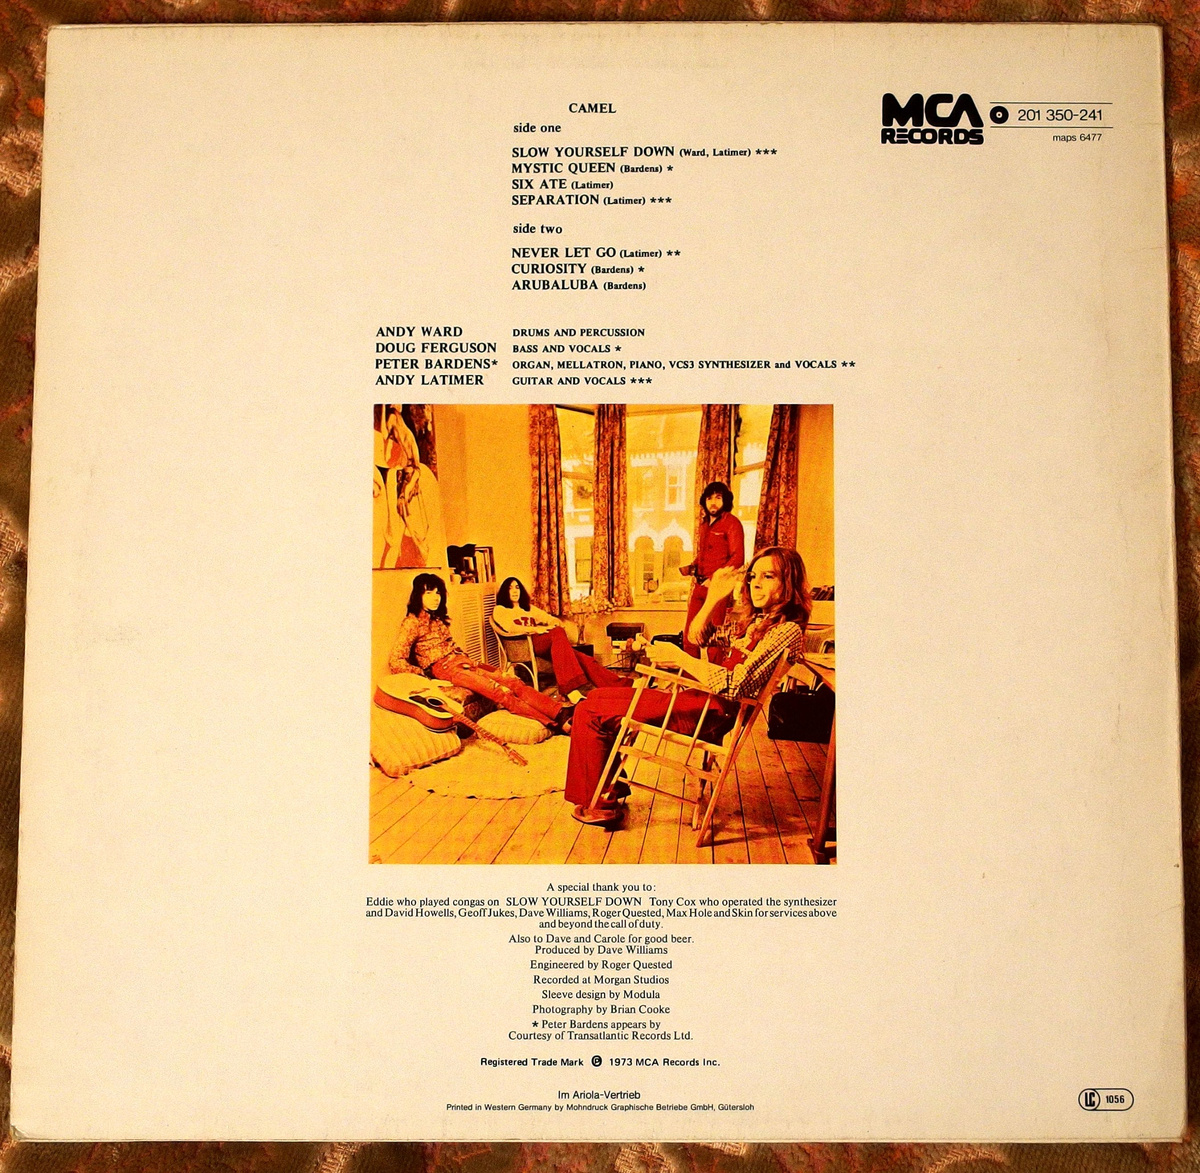 CAMEL
side one
SLOW YOURSELF DOWN (Ward, Latimer) ★★★
MYSTIC QUEEN (Bardens) ★
SIX ATE (Latimer)
SEPARATION (Latimer) ★★★
side two
NEVER LET GO (Latimer) ★★
CURIOSITY (Bardens) ★
ARUBALUBA (Bardens)
MCA RECORDS
201 350-241
maps 6477
ANDY WARD DRUMS AND PERCUSSION
DOUG FERGUSON BASS AND VOCALS ★
PETER BARDENS* ORGAN, MELLATRON, PIANO, VCS3 SYNTHESIZER and VOCALS ★★
ANDY LATIMER GUITAR AND VOCALS ★★★
A special thank you to:
Eddie who played congas on SLOW YOURSELF DOWN Tony Cox who operated the synthesizer
and David Howells, Geoff Jukes, Dave Williams, Roger Quested, Max Hole and Skin for services above
and beyond the call of duty.
Also to Dave and Carole for good beer.
Produced by Dave Williams
Engineered by Roger Quested
Recorded at Morgan Studios
Sleeve design by Modula
Photography by Brian Cooke
★ Peter Bardens appears by
Courtesy of Transatlantic Records Ltd.
Registered Trade Mark ℗ 1973 MCA Records Inc.
Im Ariola-Vertrieb
Printed in Western Germany by Mohndruck Graphische Betriebe GmbH, Gütersloh
LC 1056